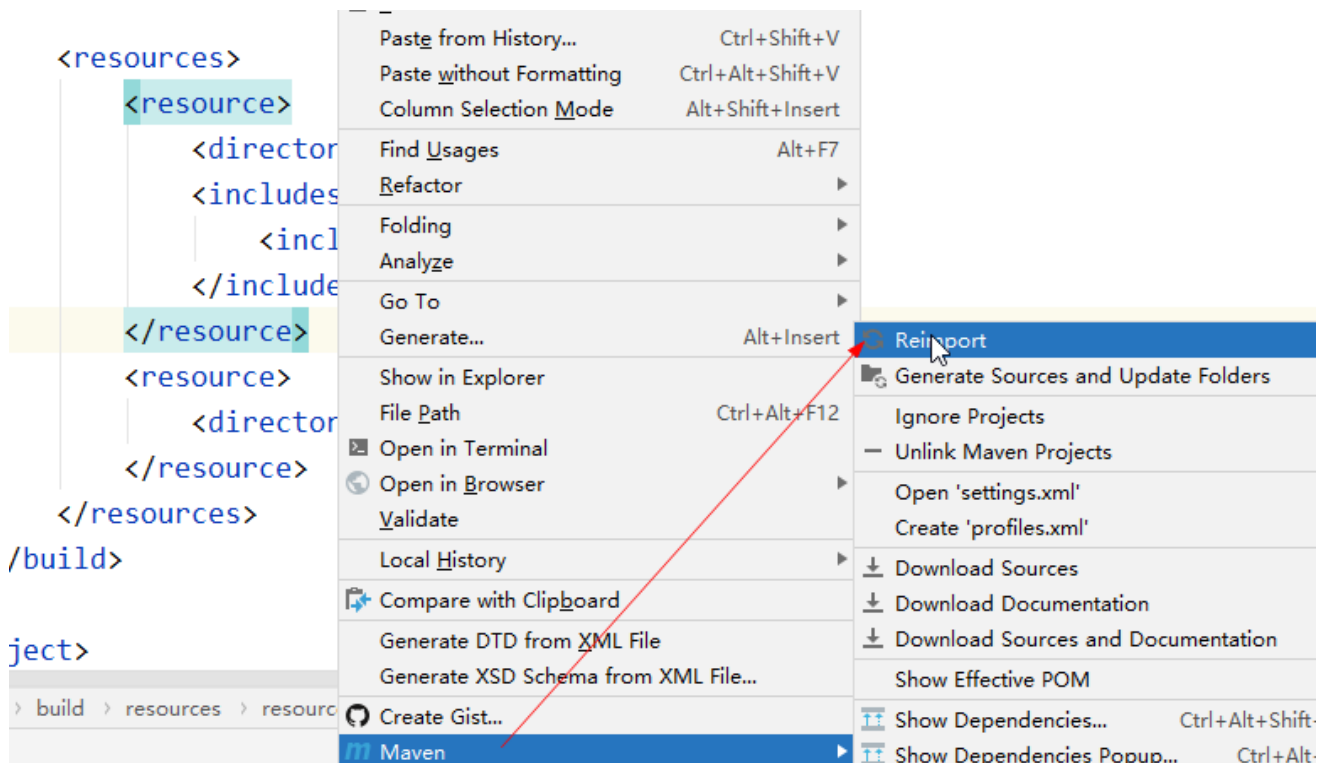 <resources>
<resource>
<director
<includes
<incl
</include
</resource>
<resource>
<director
</resource>
</resources>
/build>
ject>
build > resources > resourc
Paste from History... Ctrl+Shift+V
Paste without Formatting Ctrl+Alt+Shift+V
Column Selection Mode Alt+Shift+Insert
Find Usages Alt+F7
Refactor
Folding
Analyze
Go To
Generate... Alt+Insert
Show in Explorer
File Path Ctrl+Alt+F12
Open in Terminal
Open in Browser
Validate
Local History
Compare with Clipboard
Generate DTD from XML File
Generate XSD Schema from XML File...
Create Gist...
Maven
Reimport
Generate Sources and Update Folders
Ignore Projects
Unlink Maven Projects
Open 'settings.xml'
Create 'profiles.xml'
Download Sources
Download Documentation
Download Sources and Documentation
Show Effective POM
Show Dependencies... Ctrl+Alt+Shift-
Show Dependencies Popup... Ctrl+Alt-